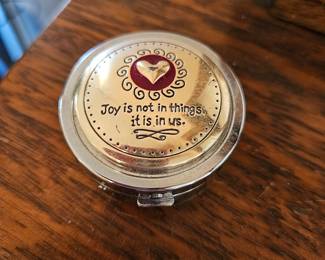 Joy is not in things,
it is in us.